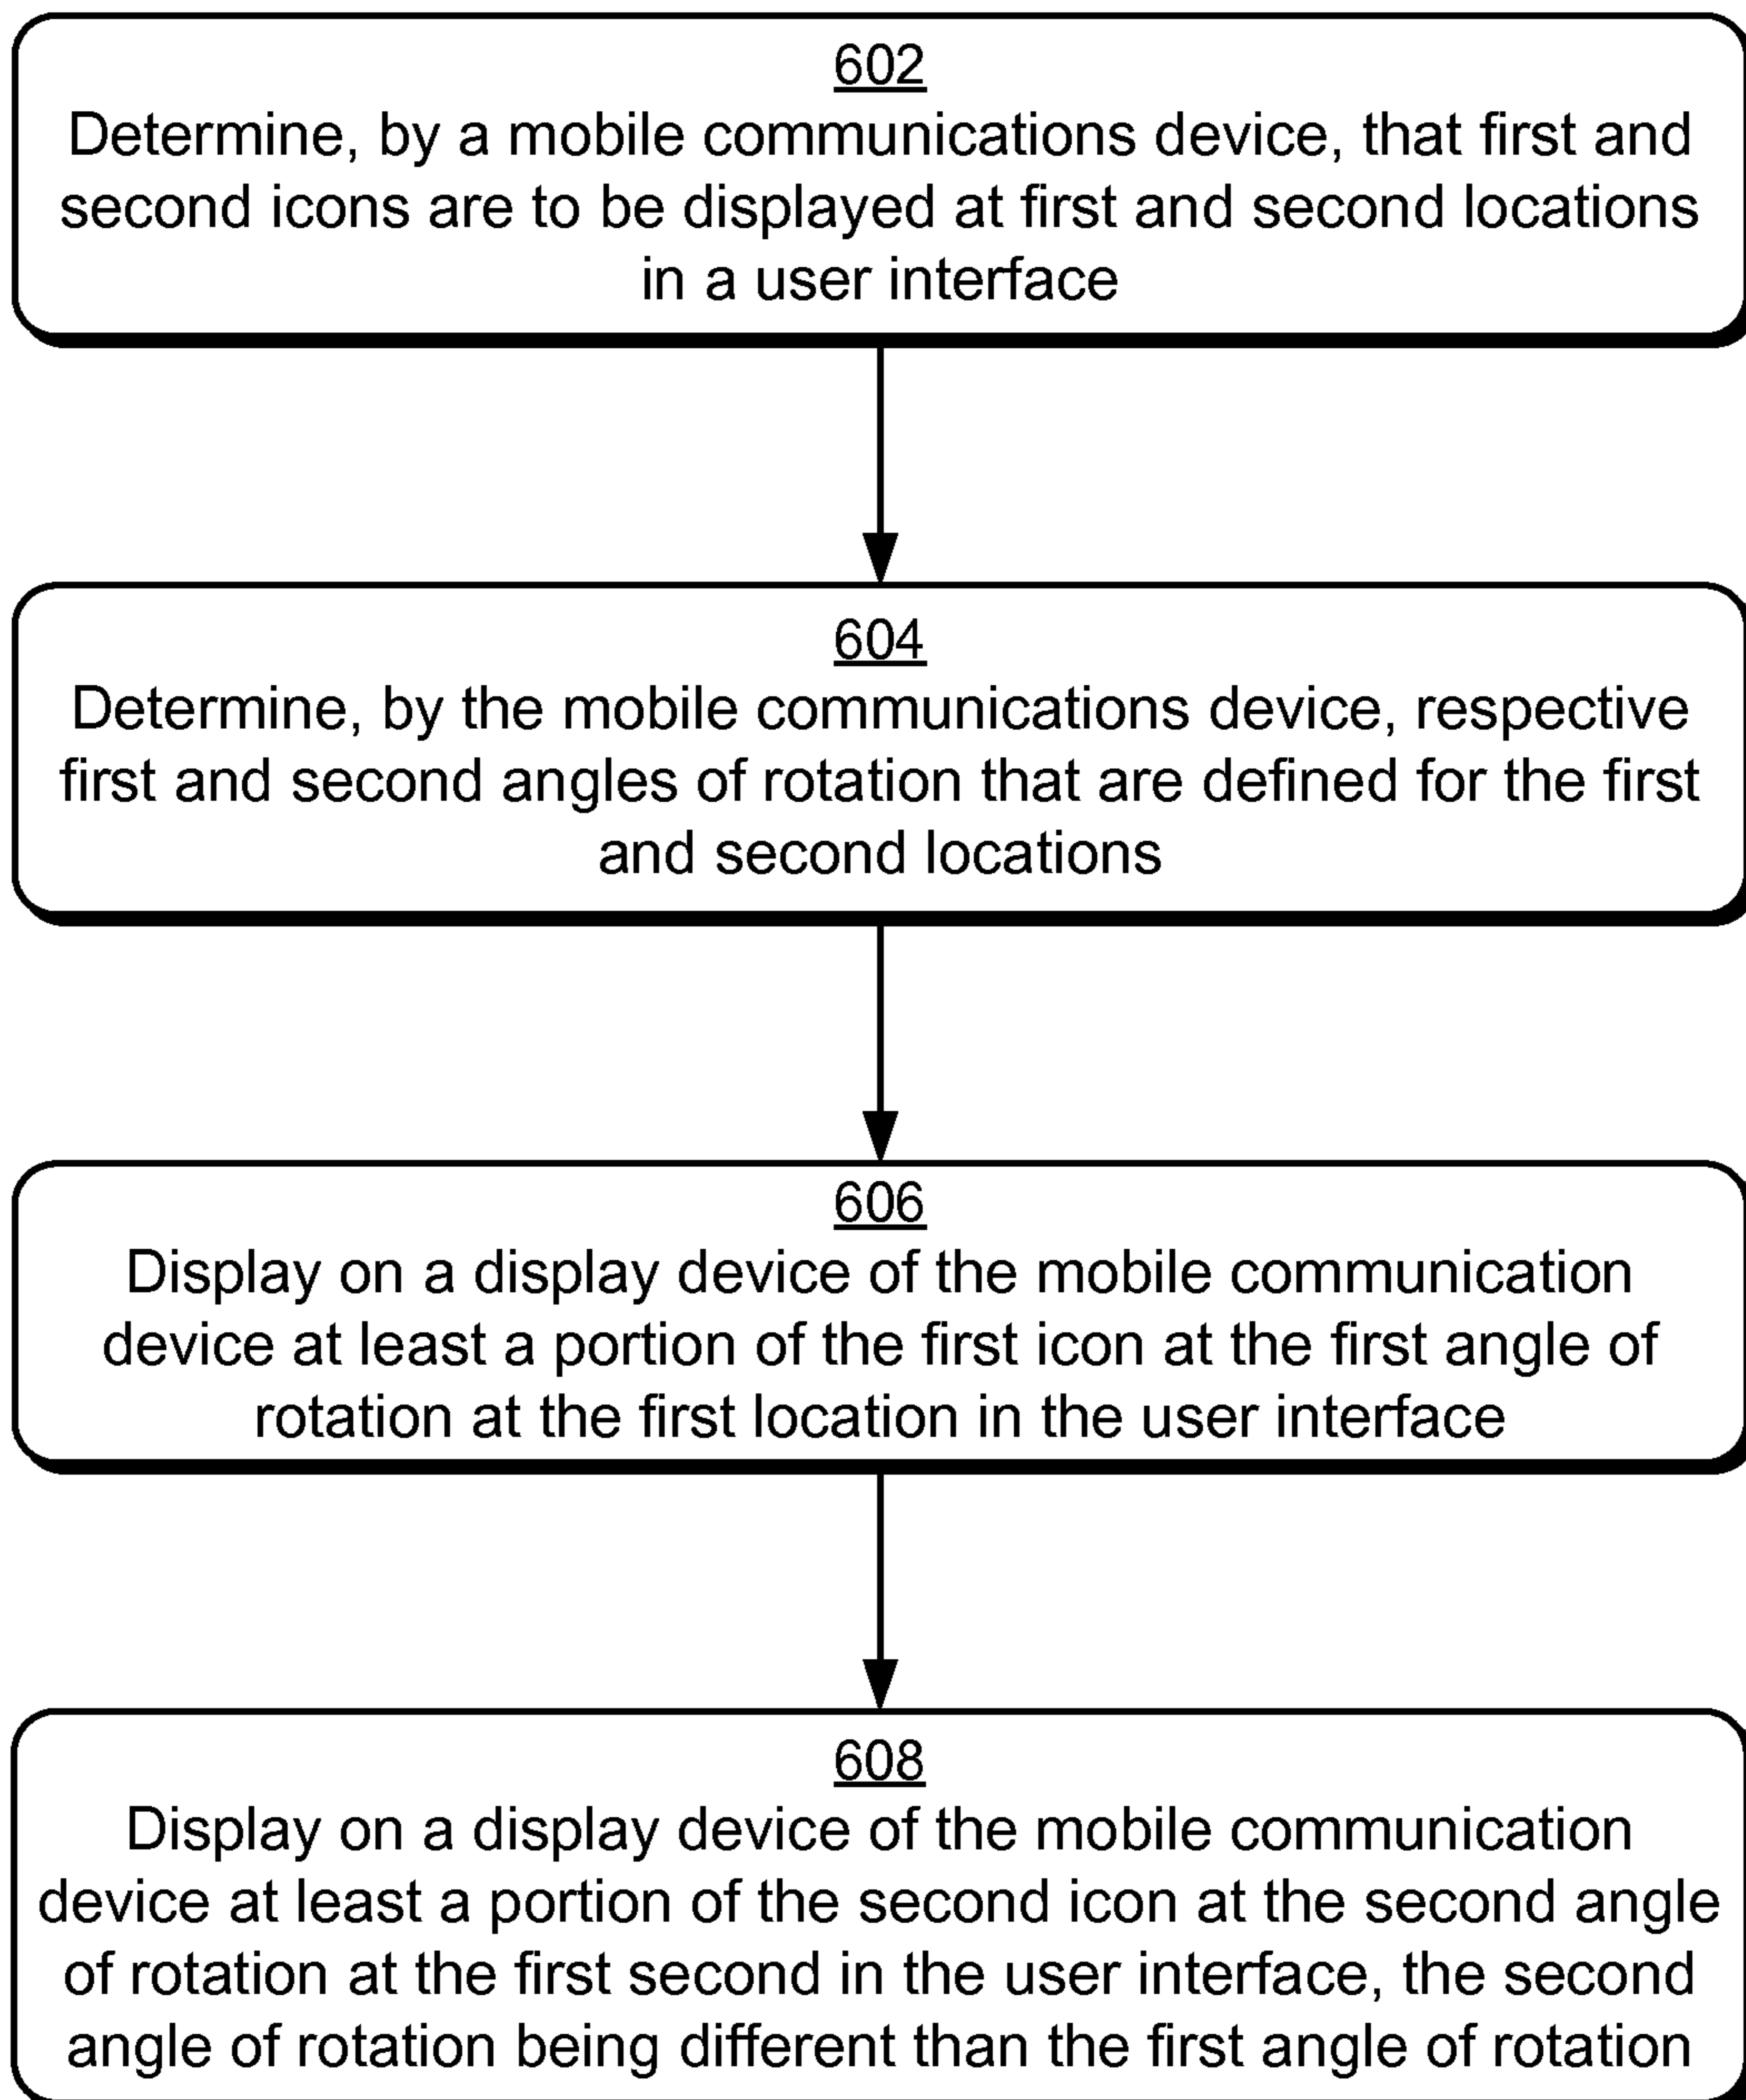 602
Determine, by a mobile communications device, that first and
second icons are to be displayed at first and second locations
in a user interface
604
Determine, by the mobile communications device, respective
first and second angles of rotation that are defined for the first
and second locations
606
Display on a display device of the mobile communication
device at least a portion of the first icon at the first angle of
rotation at the first location in the user interface
608
Display on a display device of the mobile communication
device at least a portion of the second icon at the second angle
of rotation at the first second in the user interface, the second
angle of rotation being different than the first angle of rotation